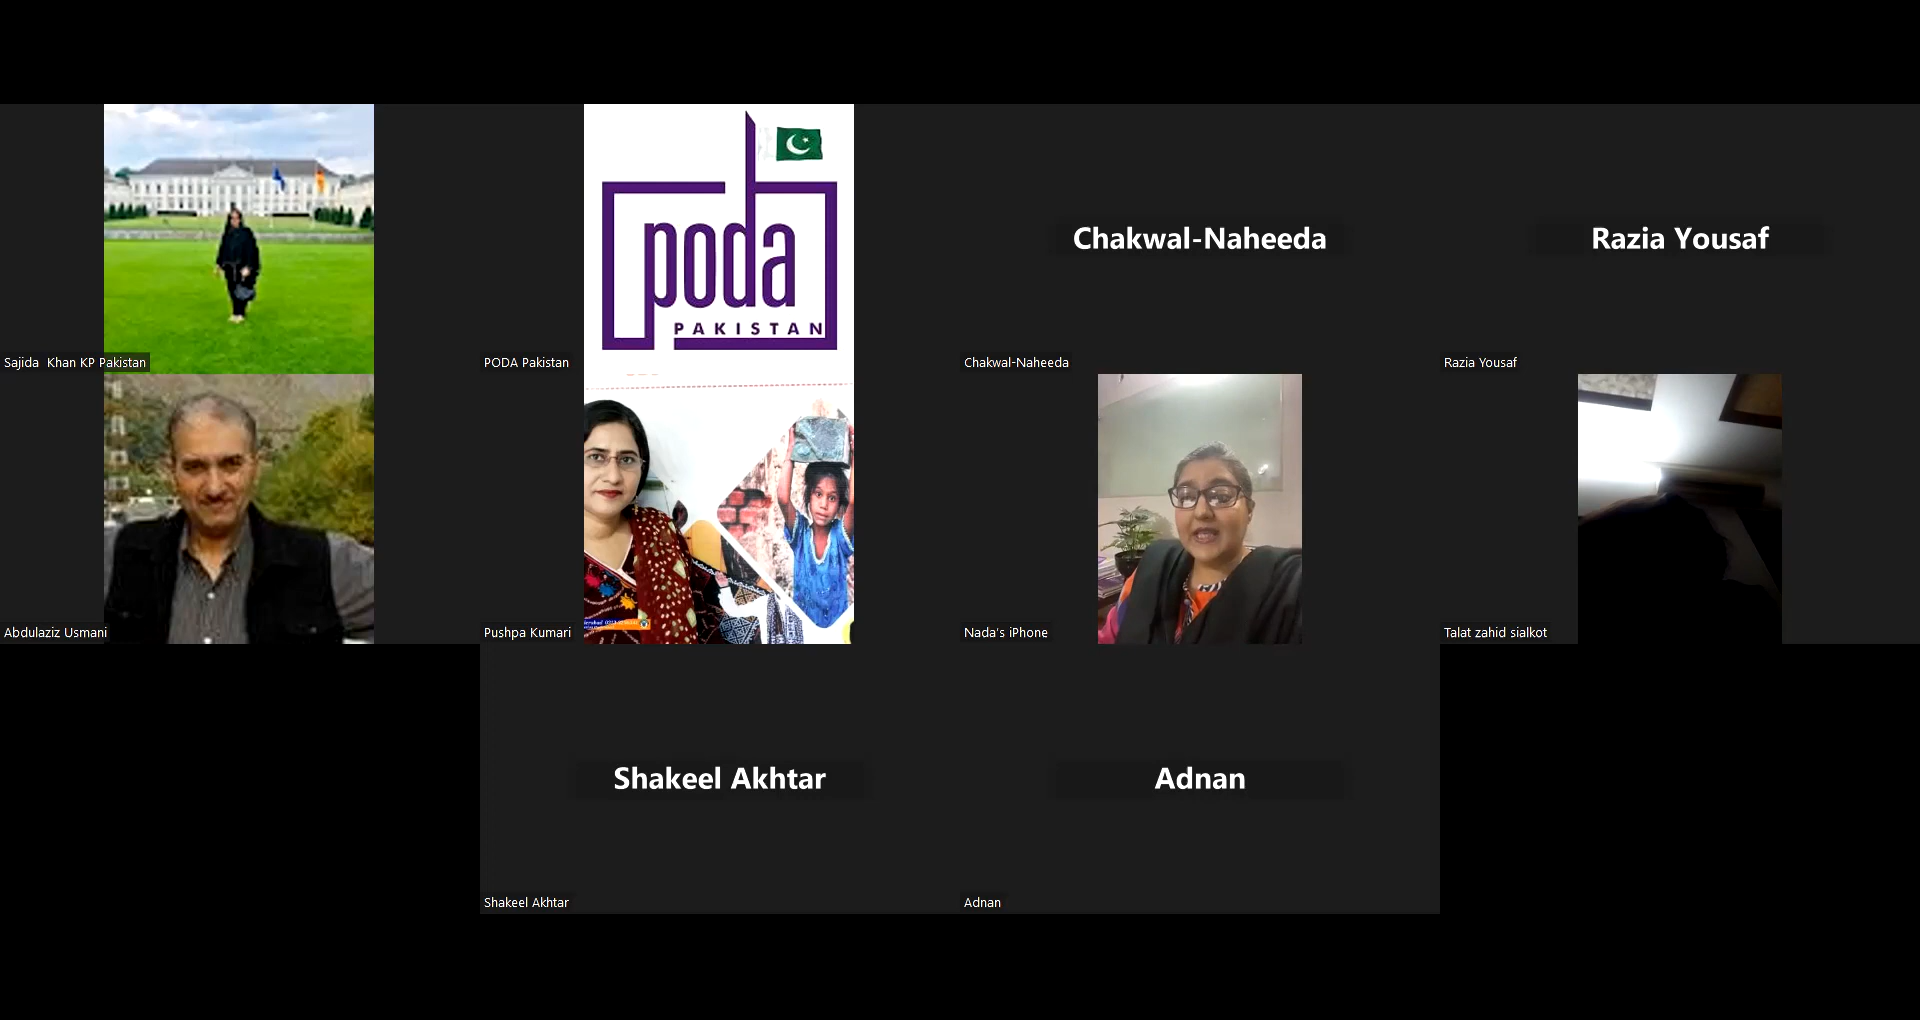 poda
PAKISTAN
Chakwal-Naheeda
Razia Yousaf
Sajida  Khan KP Pakistan
PODA Pakistan
Chakwal-Naheeda
Razia Yousaf
Abdulaziz Usmani
Pushpa Kumari
Nada's iPhone
Talat zahid sialkot
Shakeel Akhtar
Adnan
Shakeel Akhtar
Adnan